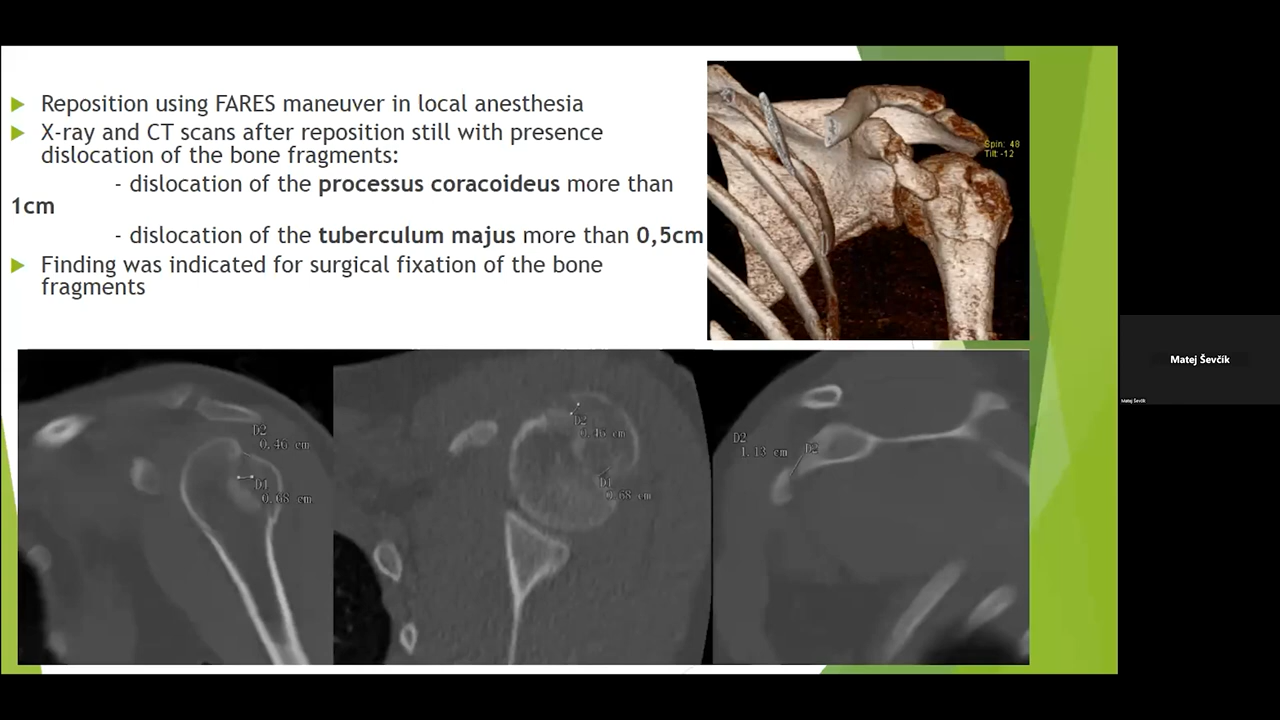 Reposition using FARES maneuver in local anesthesia
X-ray and CT scans after reposition still with presence
dislocation of the bone fragments:
- dislocation of the processus coracoideus more than
1cm
- dislocation of the tuberculum majus more than 0,5cm
Finding was indicated for surgical fixation of the bone
fragments
Spin: 48
Tilt: -12
D2
0.46 cm
D1
0.68 cm
D2
0.46 cm
D1
0.68 cm
D2
1.13 cm
D2
Matej Ševčík
Matej Ševčík